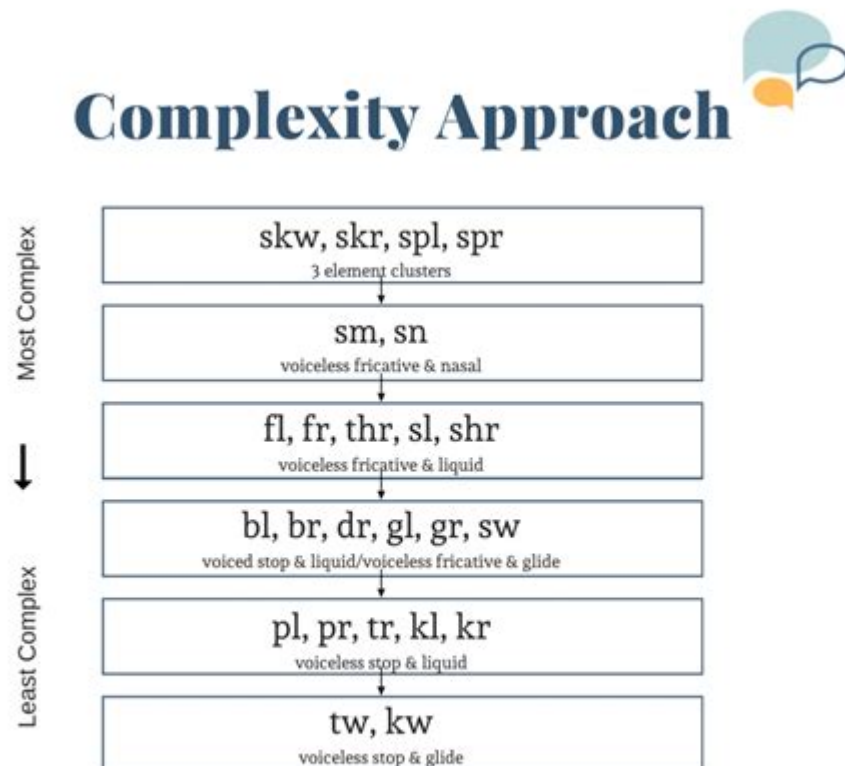 Complexity Approach
Most Complex
Least Complex
skw, skr, spl, spr
3 element clusters
sm, sn
voiceless fricative & nasal
fl, fr, thr, sl, shr
voiceless fricative & liquid
bl, br, dr, gl, gr, sw
voiced stop & liquid/voiceless fricative & glide
pl, pr, tr, kl, kr
voiceless stop & liquid
tw, kw
voiceless stop & glide